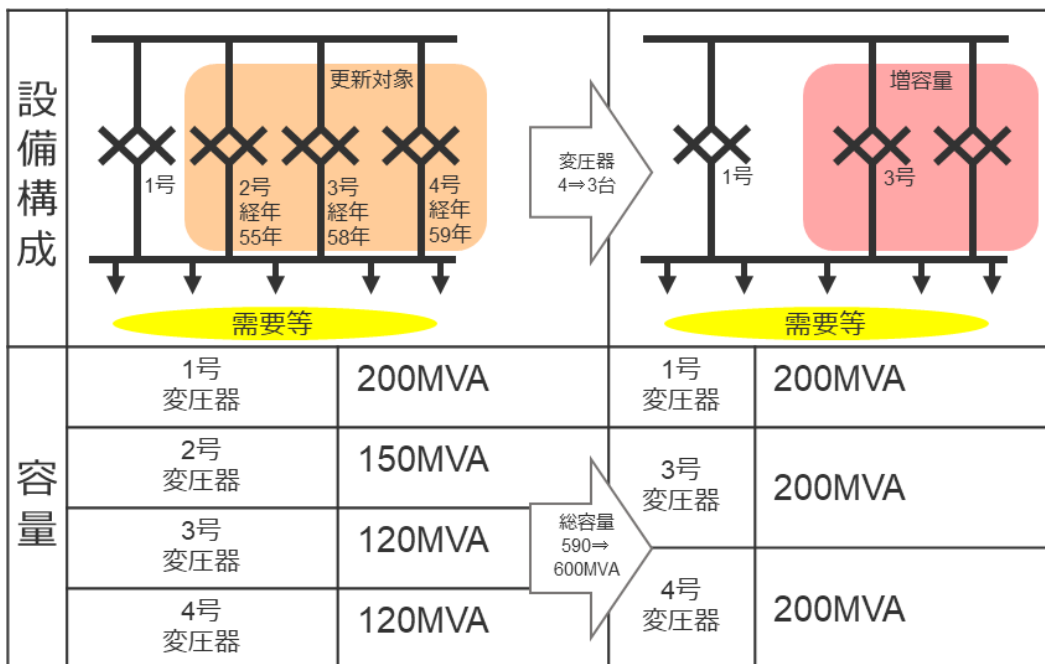 設備構成
更新対象
1号
2号
経年
55年
3号
経年
58年
4号
経年
59年
需要等
変圧器
4⇒3台
増容量
1号
3号
需要等
容量
1号
変圧器
200MVA
2号
変圧器
150MVA
3号
変圧器
120MVA
4号
変圧器
120MVA
総容量
590⇒
600MVA
1号
変圧器
200MVA
3号
変圧器
200MVA
4号
変圧器
200MVA